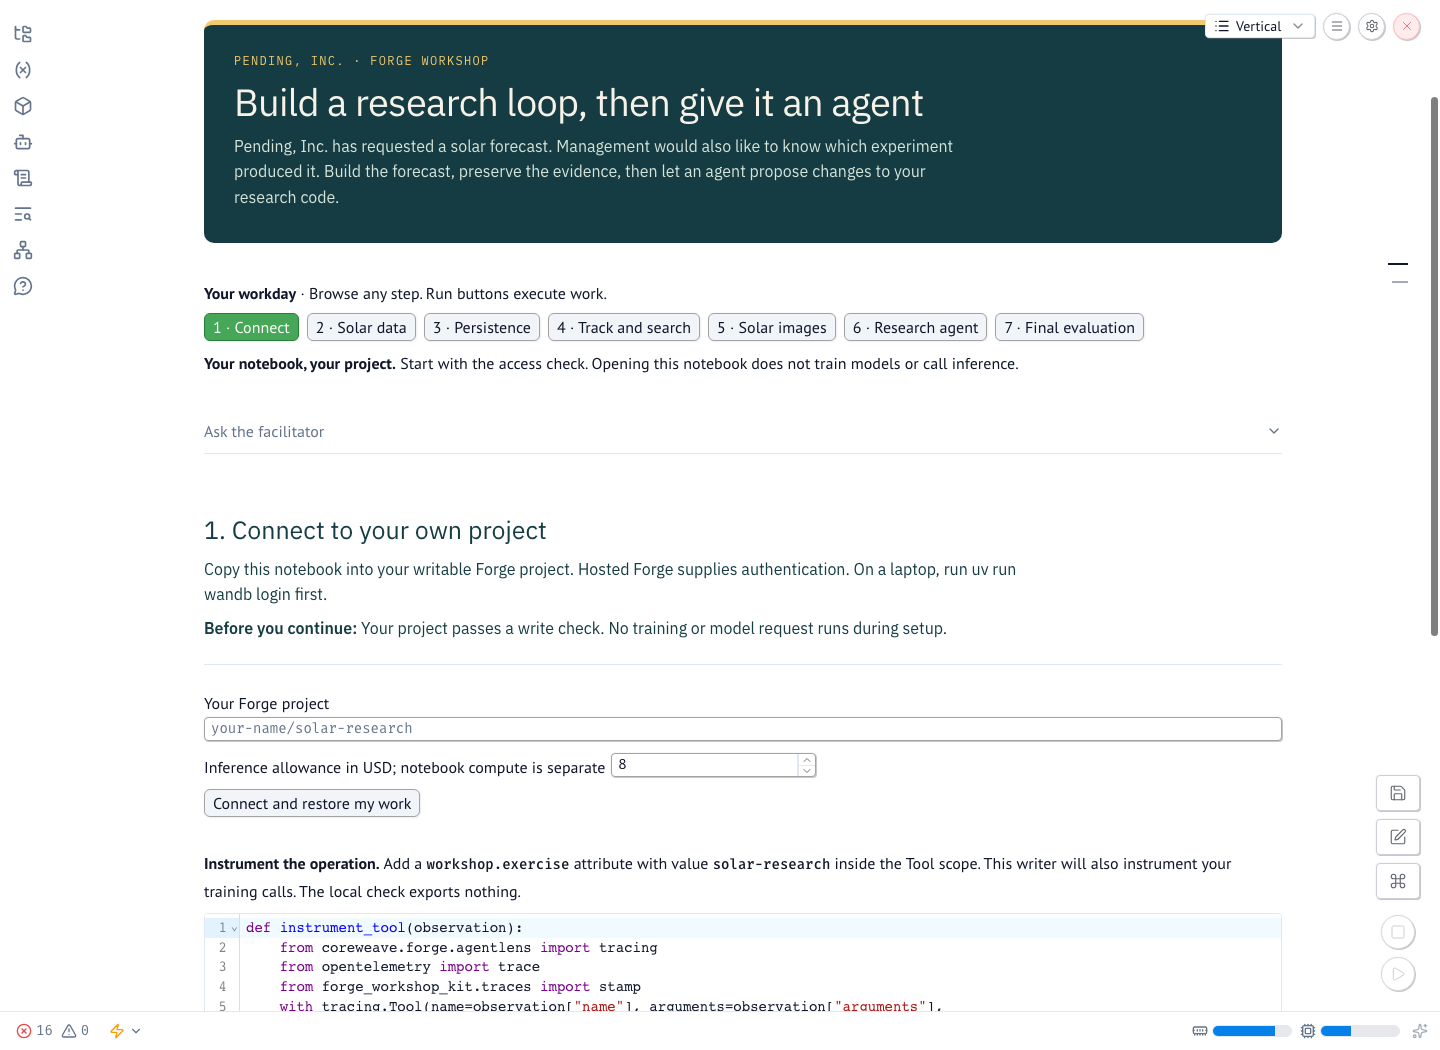 Vertical
PENDING, INC. · FORGE WORKSHOP
Build a research loop, then give it an agent
Pending, Inc. has requested a solar forecast. Management would also like to know which experiment
produced it. Build the forecast, preserve the evidence, then let an agent propose changes to your
research code.
Your workday · Browse any step. Run buttons execute work.
1 · Connect
2 · Solar data
3 · Persistence
4 · Track and search
5 · Solar images
6 · Research agent
7 · Final evaluation
Your notebook, your project. Start with the access check. Opening this notebook does not train models or call inference.
Ask the facilitator
1. Connect to your own project
Copy this notebook into your writable Forge project. Hosted Forge supplies authentication. On a laptop, run uv run
wandb login first.
Before you continue: Your project passes a write check. No training or model request runs during setup.
Your Forge project
your-name/solar-research
Inference allowance in USD; notebook compute is separate 8
Connect and restore my work
Instrument the operation. Add a workshop.exercise attribute with value solar-research inside the Tool scope. This writer will also instrument your
training calls. The local check exports nothing.
1 def instrument_tool(observation):
2     from coreweave.forge.agentlens import tracing
3     from opentelemetry import trace
4     from forge_workshop_kit.traces import stamp
5     with tracing.Tool(name=observation["name"], arguments=observation["arguments"],
16 0